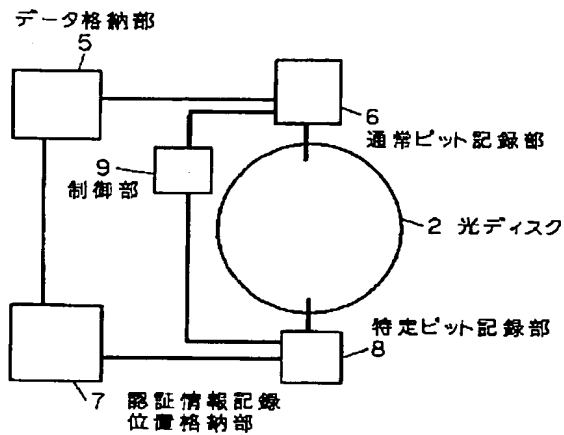 データ格納部
5
6
通常ピット記録部
9
制御部
2 光ディスク
特定ピット記録部
8
7 認証情報記録
位置格納部